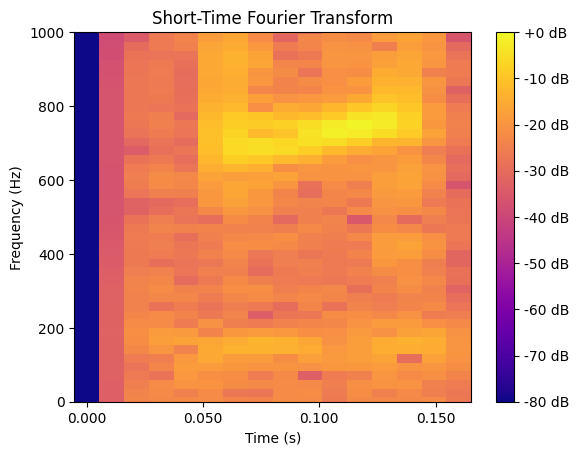 Short-Time Fourier Transform
1000
800
600
400
200
0
Frequency (Hz)
0.000
0.050
0.100
0.150
Time (s)
+0 dB
-10 dB
-20 dB
-30 dB
-40 dB
-50 dB
-60 dB
-70 dB
-80 dB